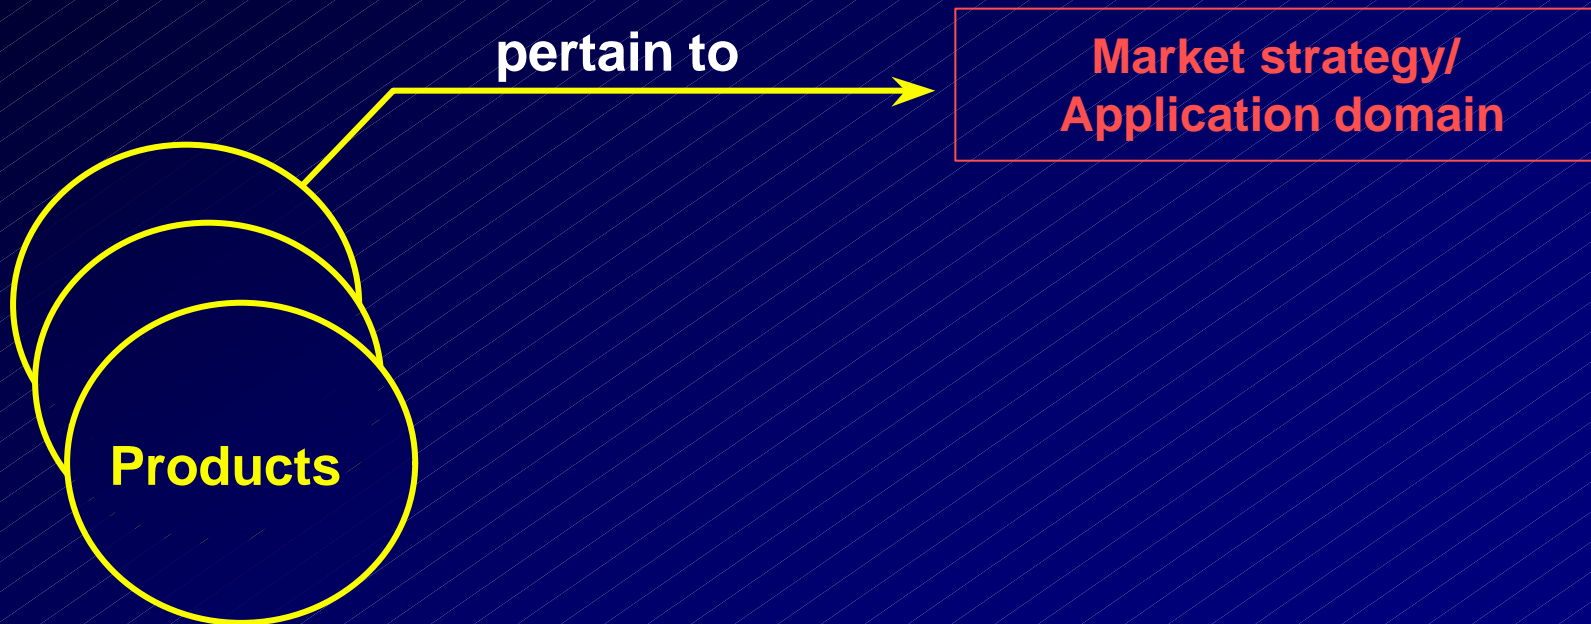 pertain to
Market strategy/
Application domain
Products